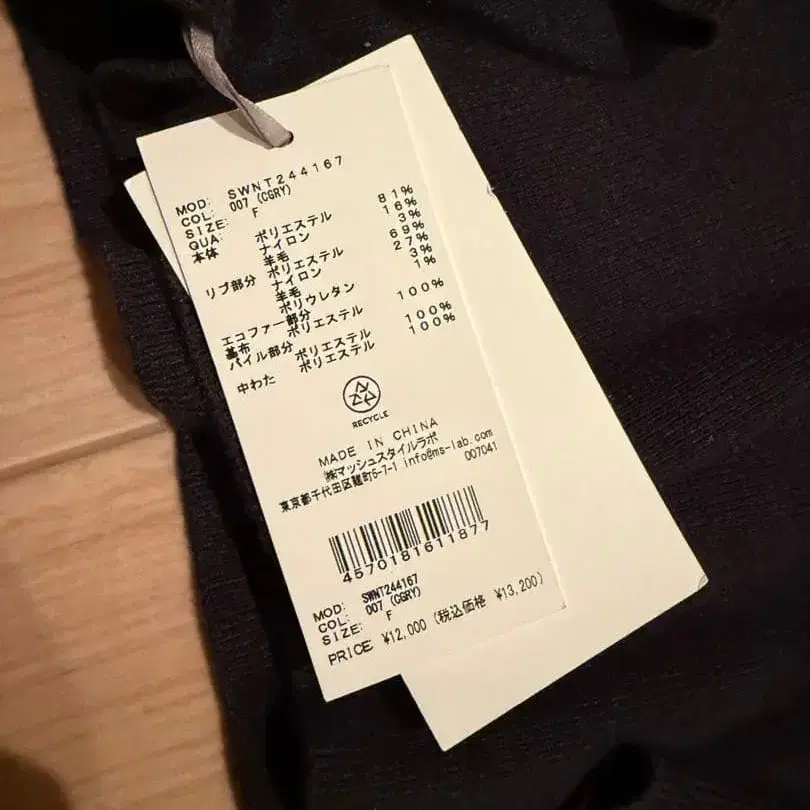 MOD: SWNT244167
COL: 007 (CGRY)
SIZE: F
QUA:
本体 ポリエステル 81%
ナイロン 16%
羊毛 3%
リブ部分 ポリエステル 69%
ナイロン 27%
羊毛 3%
ポリウレタン 1%
エコファー部分
基布 ポリエステル 100%
パイル部分 ポリエステル 100%
中わた ポリエステル 100%
RECYCLE
MADE IN CHINA
㈱マッシュスタイルラボ
東京都千代田区麹町5-7-1 info@ms-lab.com
007041
4570181611877
MOD: SWNT244167
COL: 007 (CGRY)
SIZE: F
PRICE: ¥12,000 (税込価格 ¥13,200)